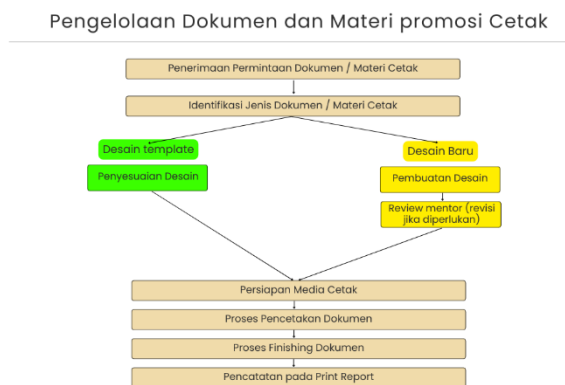 Pengelolaan Dokumen dan Materi promosi Cetak
Penerimaan Permintaan Dokumen / Materi Cetak
Identifikasi Jenis Dokumen / Materi Cetak
Desain template
Penyesuaian Desain
Desain Baru
Pembuatan Desain
Review mentor (revisi
jika diperlukan)
Persiapan Media Cetak
Proses Pencetakan Dokumen
Proses Finishing Dokumen
Pencatatan pada Print Report